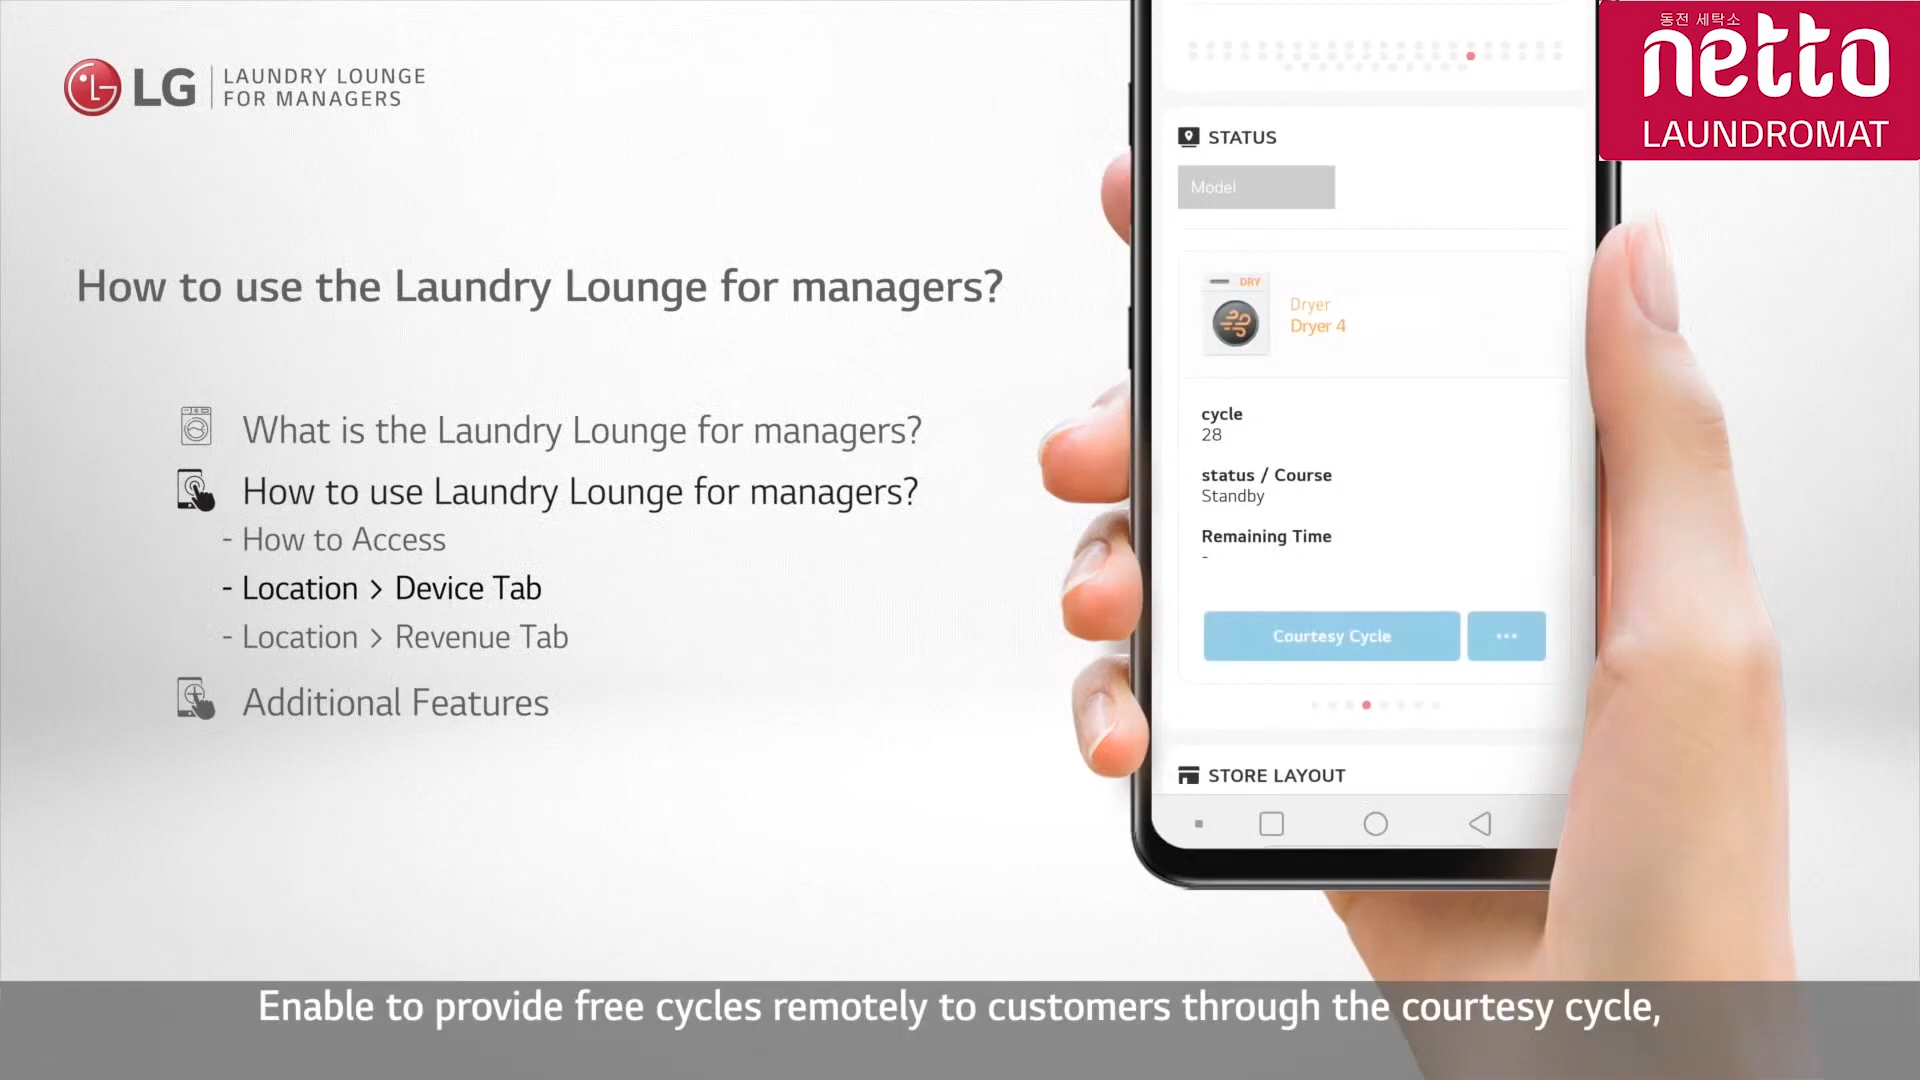 LG
LAUNDRY LOUNGE
FOR MANAGERS
동전 세탁소
netto
LAUNDROMAT
How to use the Laundry Lounge for managers?
What is the Laundry Lounge for managers?
How to use Laundry Lounge for managers?
- How to Access
- Location > Device Tab
- Location > Revenue Tab
Additional Features
STATUS
Model
DRY
Dryer
Dryer 4
cycle
28
status / Course
Standby
Remaining Time
-
Courtesy Cycle
...
STORE LAYOUT
Enable to provide free cycles remotely to customers through the courtesy cycle,